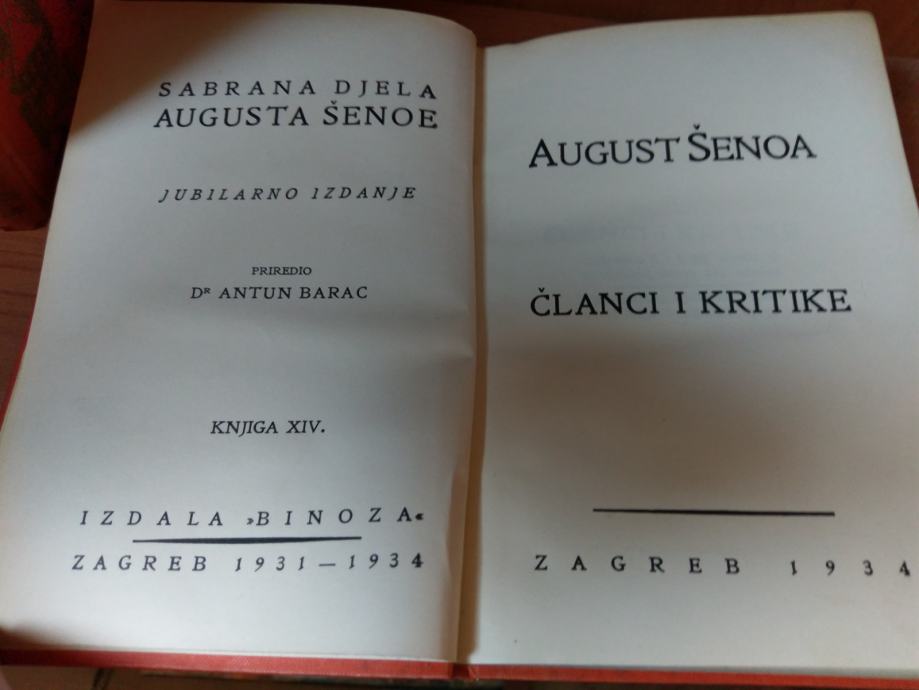 SABRANA DJELA
AUGUSTA ŠENOE
JUBILARNO IZDANJE
PRIREDIO
DR ANTUN BARAC
KNJIGA XIV.
IZDALA »BINOZA«
ZAGREB 1931—1934
AUGUST ŠENOA
ČLANCI I KRITIKE
ZAGREB 1934